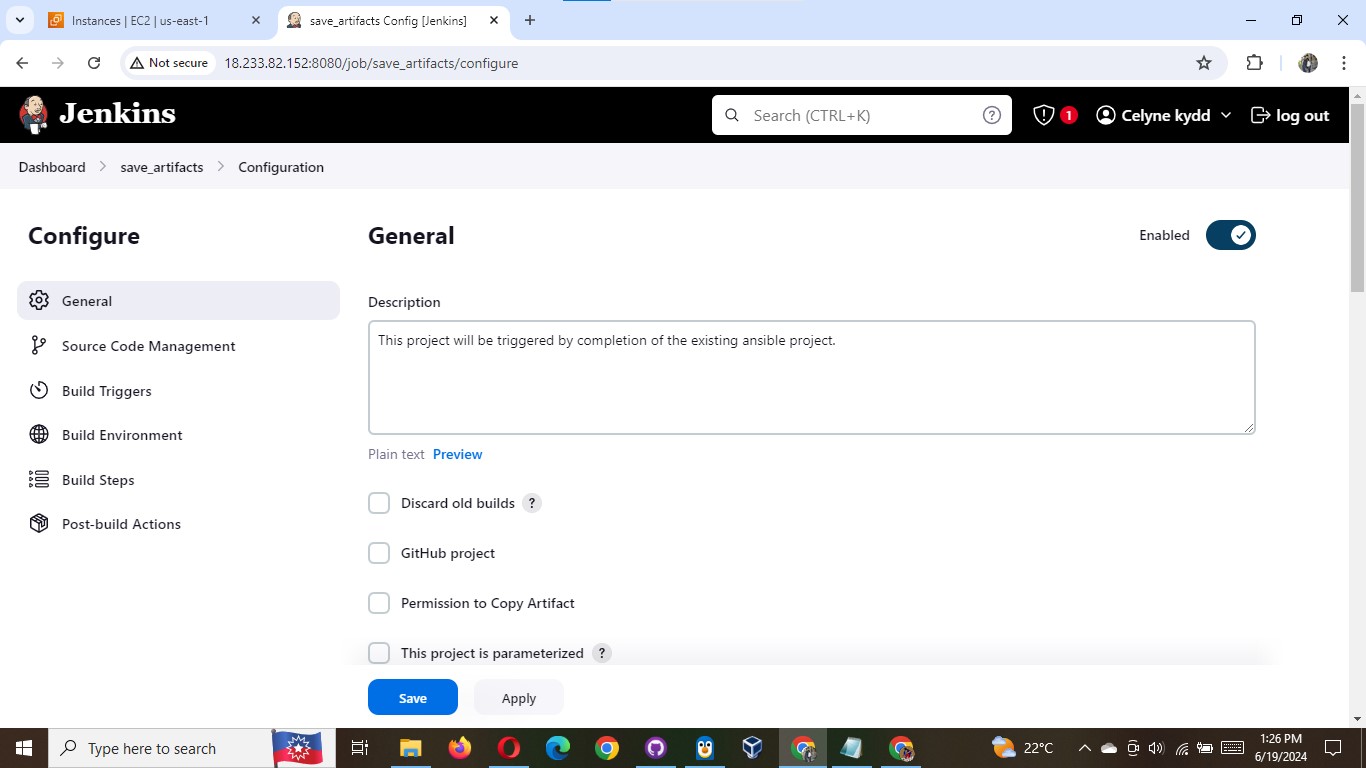 Instances | EC2 | us-east-1
save_artifacts Config [Jenkins]
Not secure
18.233.82.152:8080/job/save_artifacts/configure
Jenkins
Search (CTRL+K)
?
1
Celyne kydd
log out
Dashboard
save_artifacts
Configuration
Configure
General
Source Code Management
Build Triggers
Build Environment
Build Steps
Post-build Actions
General
Enabled
Description
This project will be triggered by completion of the existing ansible project.
Plain text Preview
Discard old builds ?
GitHub project
Permission to Copy Artifact
This project is parameterized ?
Save
Apply
Type here to search
22°C
1:26 PM
6/19/2024